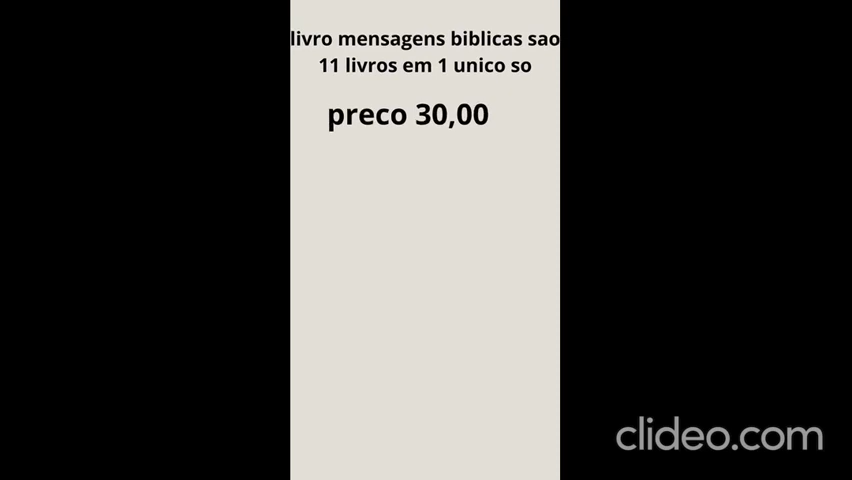 livro mensagens biblicas sao
11 livros em 1 unico so
preco 30,00
clideo.com